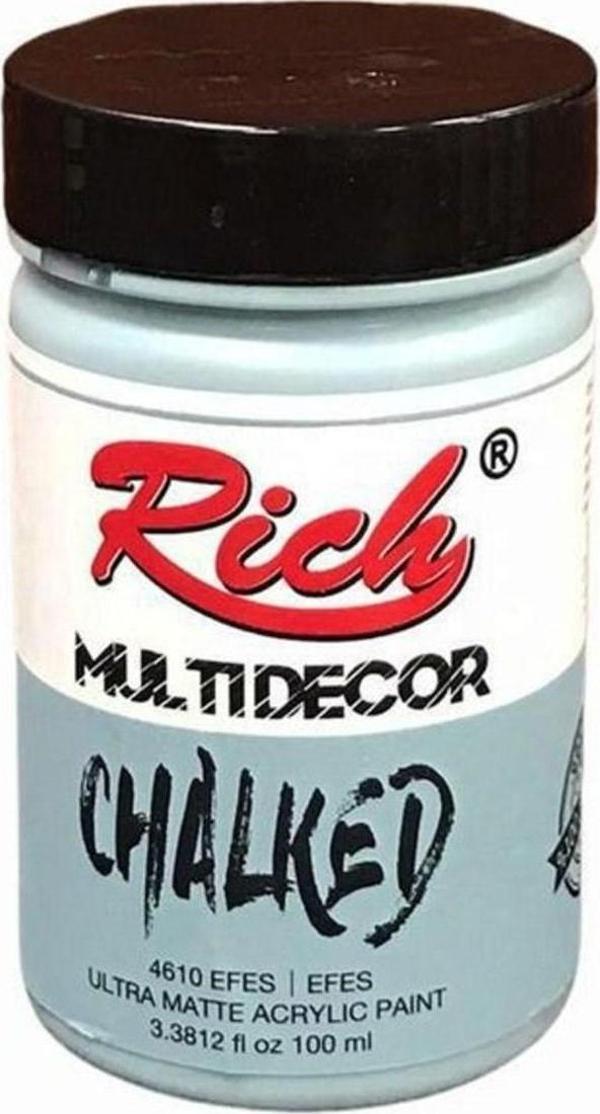 Rich®
MULTIDECOR
CHALKED
4610 EFES | EFES
ULTRA MATTE ACRYLIC PAINT
3.3812 fl oz 100 ml